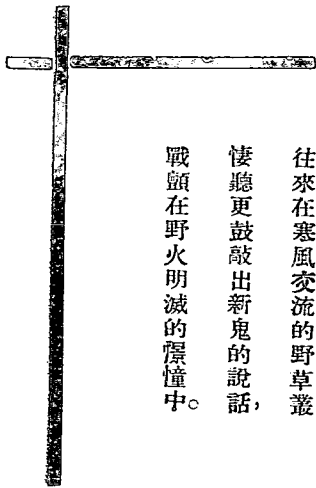 往來在寒風交流的野草叢
悽聽更鼓敲出新鬼的說話，
戰顫在野火明滅的憬憧中。